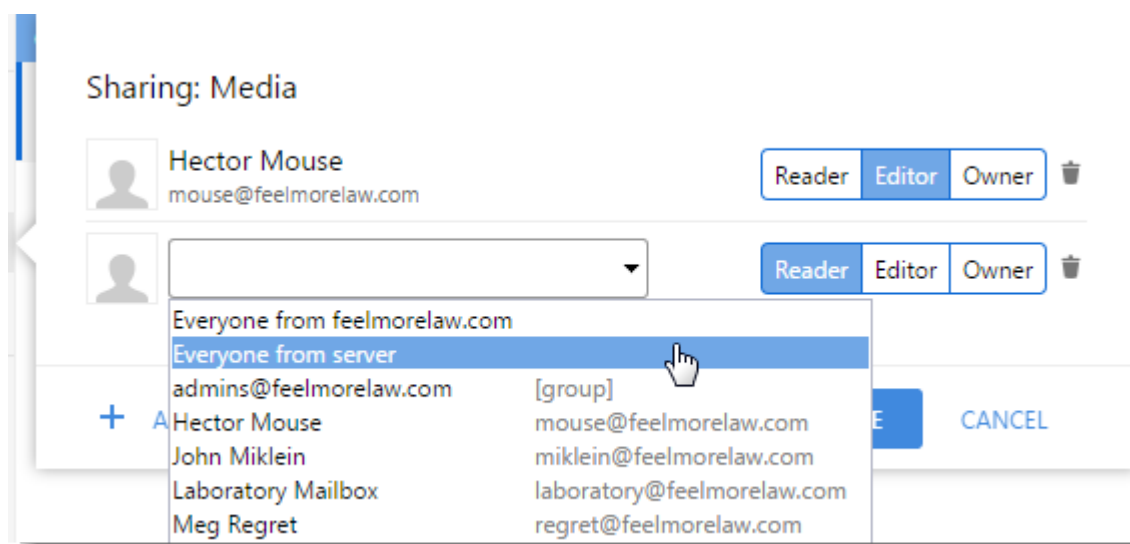 Sharing: Media
Hector Mouse
mouse@feelmorelaw.com
Reader Editor Owner
Reader Editor Owner
Everyone from feelmorelaw.com
Everyone from server
admins@feelmorelaw.com [group]
Hector Mouse mouse@feelmorelaw.com
John Miklein miklein@feelmorelaw.com
Laboratory Mailbox laboratory@feelmorelaw.com
Meg Regret regret@feelmorelaw.com
CANCEL